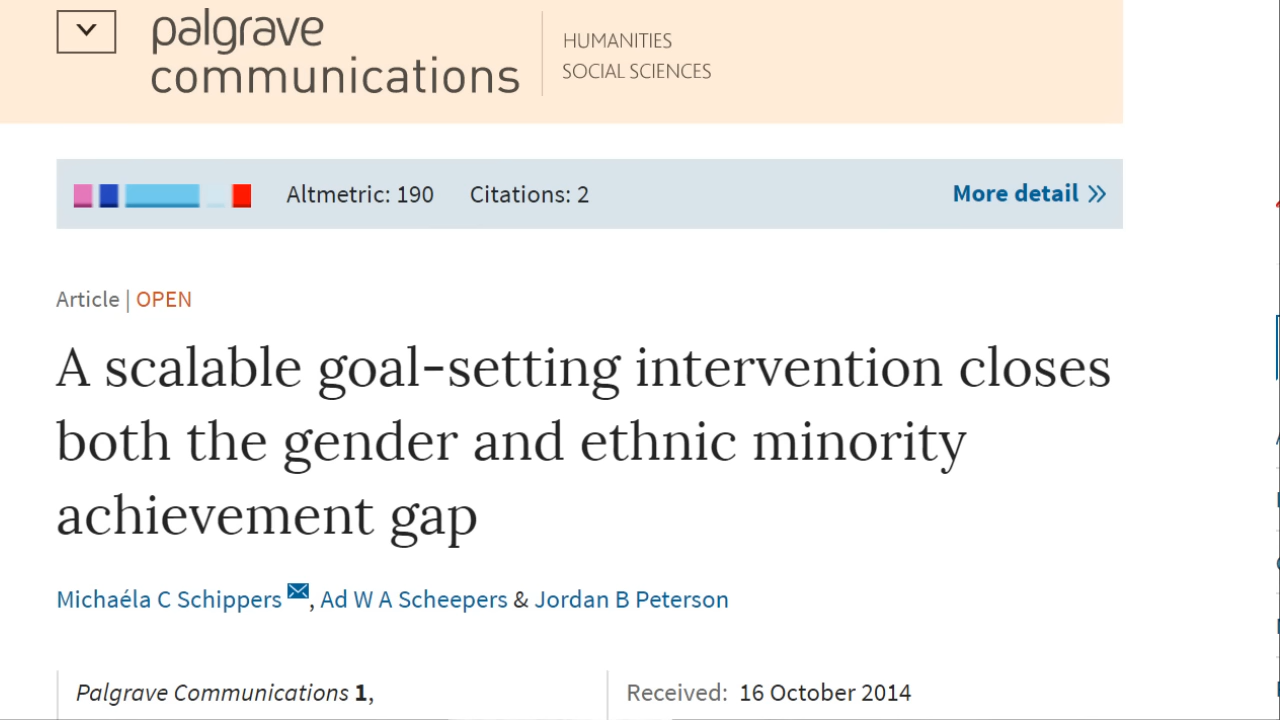 palgrave
communications
HUMANITIES
SOCIAL SCIENCES
Altmetric: 190 Citations: 2 More detail »
Article | OPEN
A scalable goal-setting intervention closes
both the gender and ethnic minority
achievement gap
Michaéla C Schippers , Ad W A Scheepers & Jordan B Peterson
Palgrave Communications 1,
Received: 16 October 2014